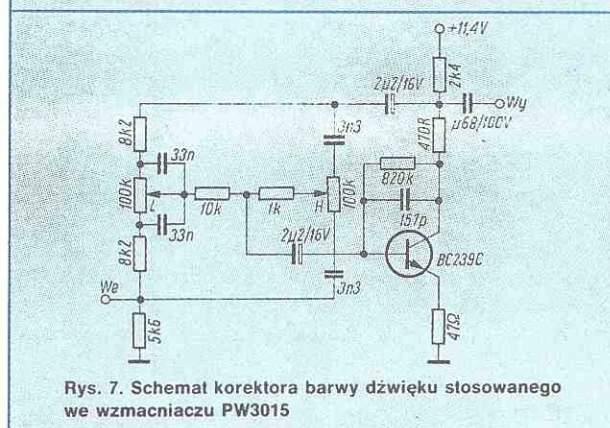 +11,4V
2k4
2μ2/16V
Wy
μ68/100V
470R
8k2
33n
3n3
820k
100k
L
10k
1k
H
100k
157p
33n
2μ2/16V
BC239C
8k2
3n3
We
5k6
47Ω
Rys. 7. Schemat korektora barwy dźwięku stosowanego
we wzmacniaczu PW3015